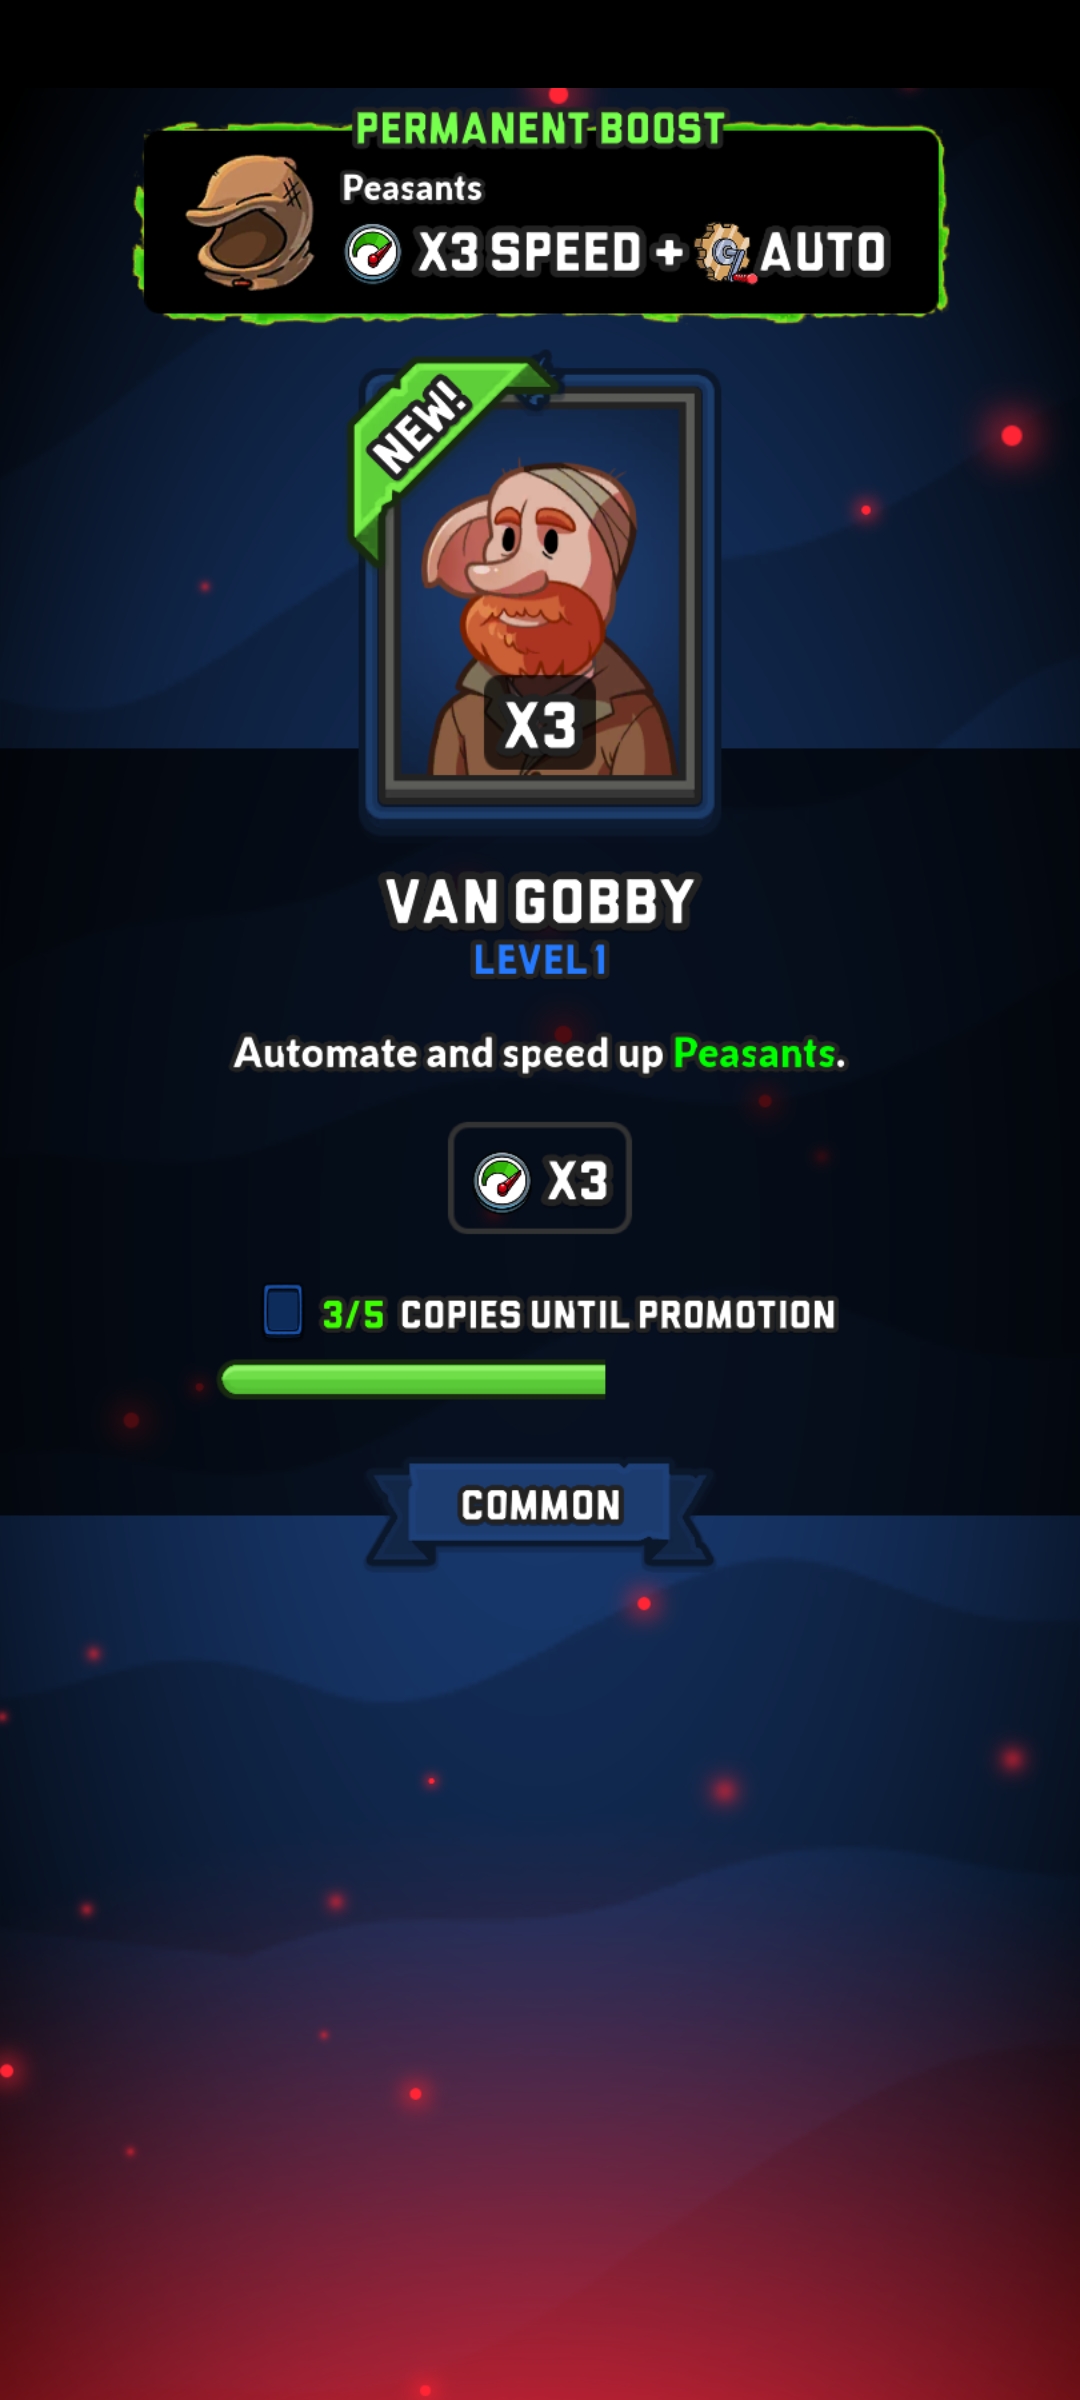 PERMANENT BOOST
Peasants
X3 SPEED + AUTO
NEW!
X3
VAN GOBBY
LEVEL 1
Automate and speed up Peasants.
X3
3/5 COPIES UNTIL PROMOTION
COMMON